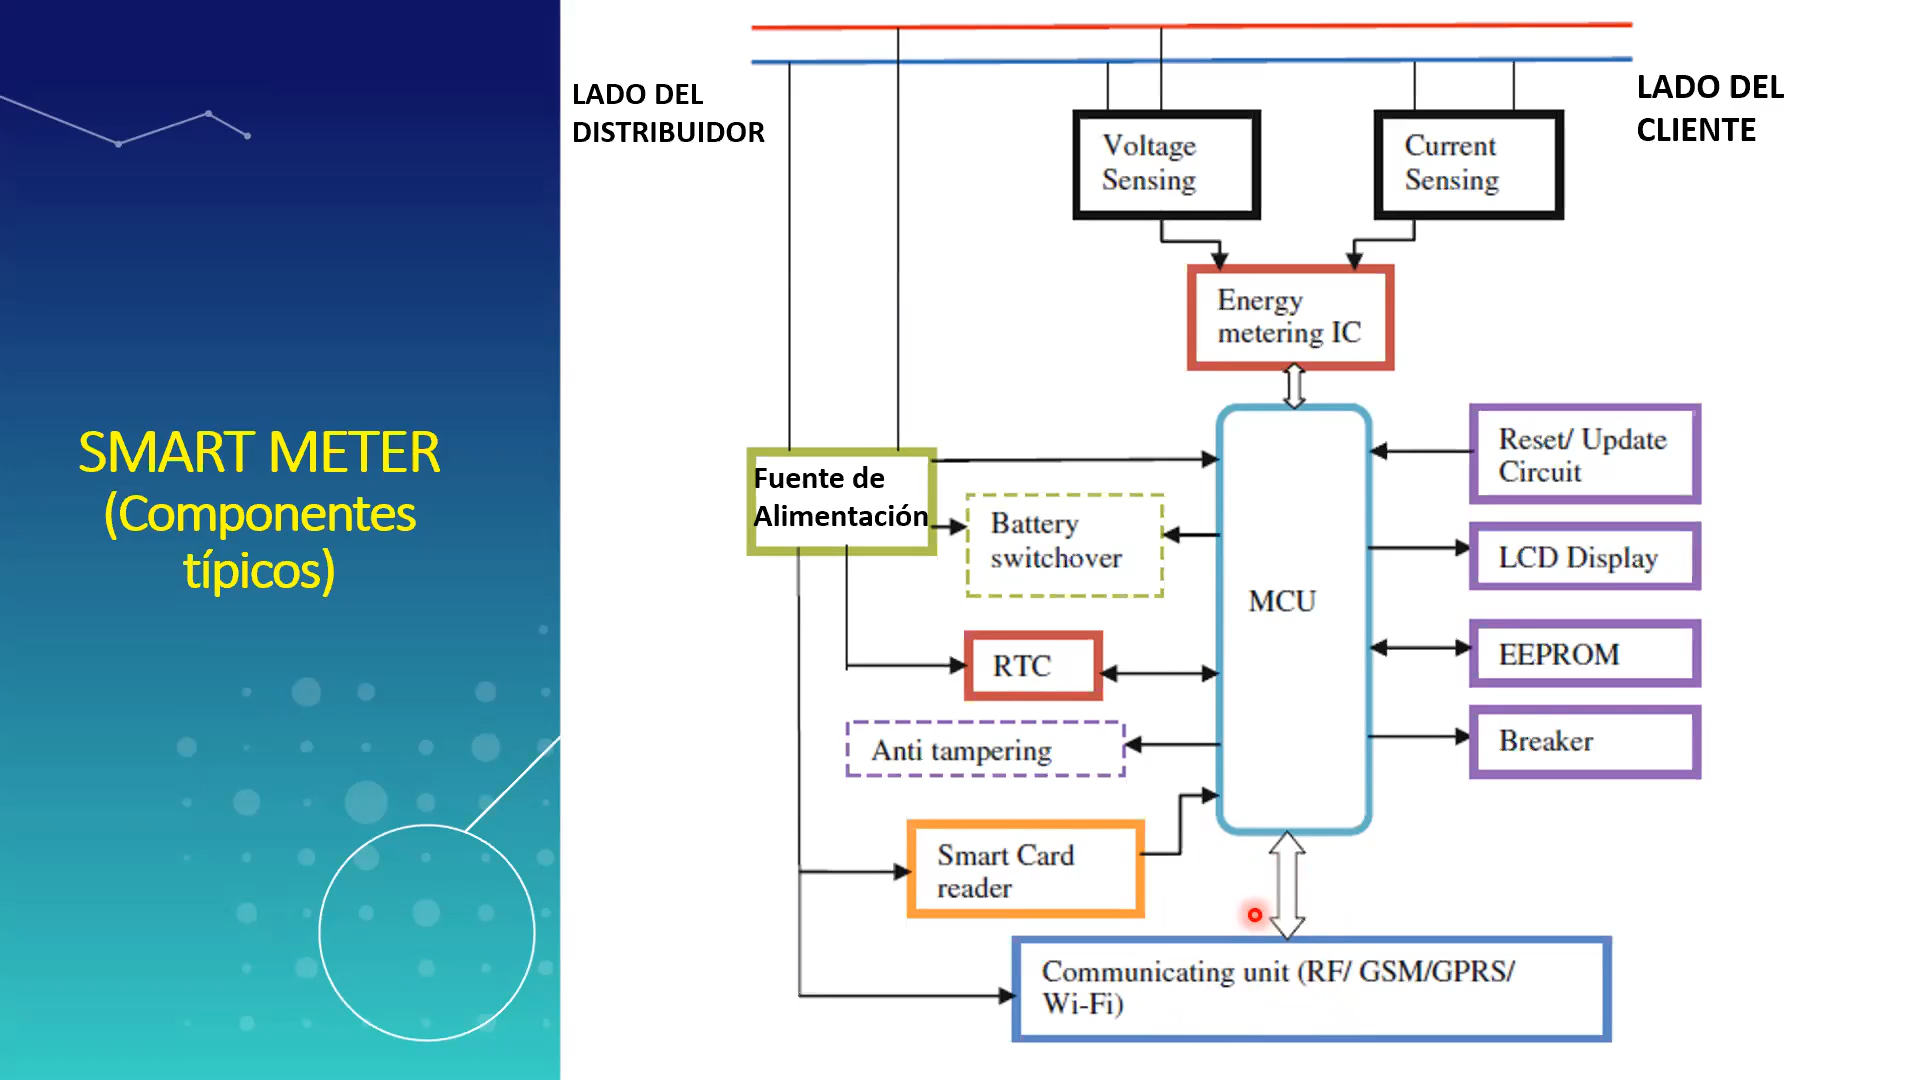 SMART METER
(Componentes
típicos)
LADO DEL
DISTRIBUIDOR
LADO DEL
CLIENTE
Voltage
Sensing
Current
Sensing
Energy
metering IC
Fuente de
Alimentación
Battery
switchover
MCU
Reset/ Update
Circuit
LCD Display
RTC
EEPROM
Anti tampering
Breaker
Smart Card
reader
Communicating unit (RF/ GSM/GPRS/
Wi-Fi)